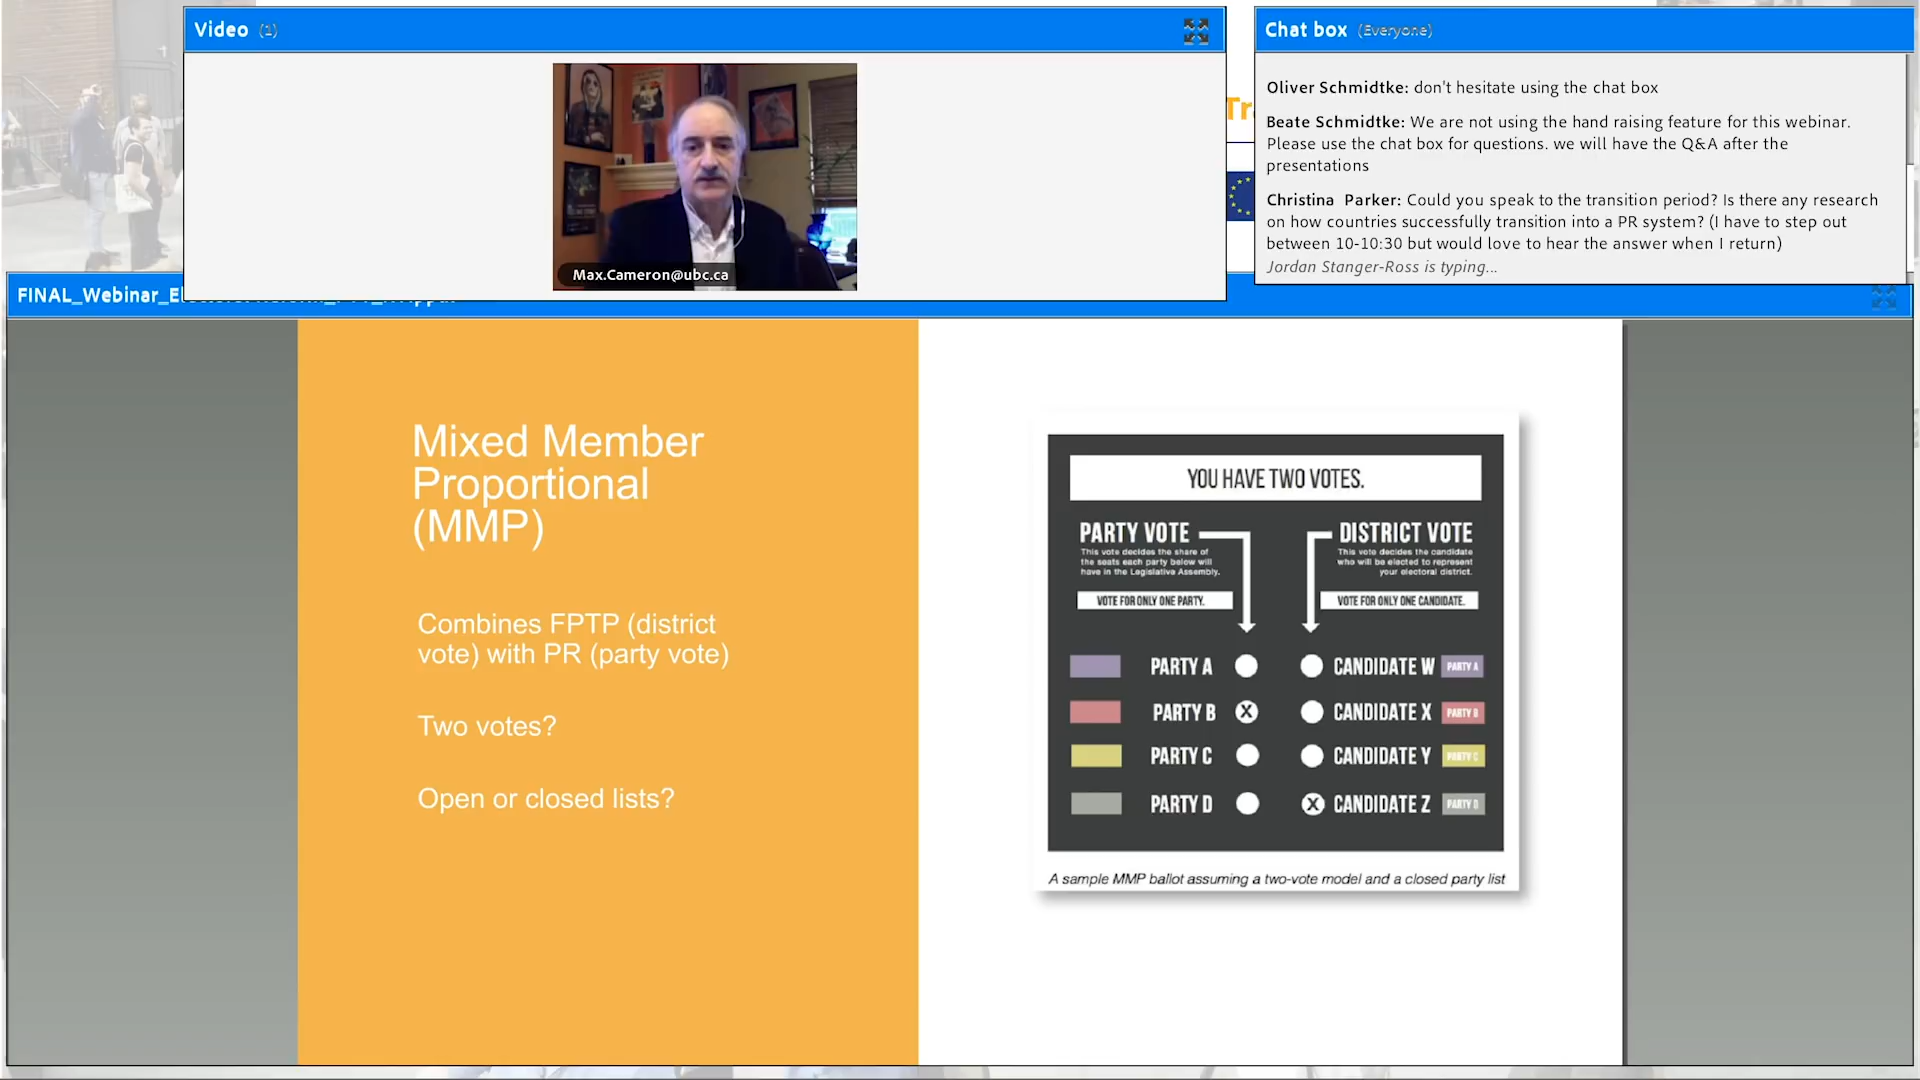 Video (1)
Chat box (Everyone)
Oliver Schmidtke: don't hesitate using the chat box
Beate Schmidtke: We are not using the hand raising feature for this webinar.
Please use the chat box for questions. we will have the Q&A after the
presentations
Christina Parker: Could you speak to the transition period? Is there any research
on how countries successfully transition into a PR system? (I have to step out
between 10-10:30 but would love to hear the answer when I return)
Jordan Stanger-Ross is typing...
Max.Cameron@ubc.ca
Tr
FINAL_Webinar_E
Mixed Member
Proportional
(MMP)
Combines FPTP (district
vote) with PR (party vote)
Two votes?
Open or closed lists?
YOU HAVE TWO VOTES.
PARTY VOTE
This vote decides the share of
the seats each party below will
have in the Legislative Assembly.
VOTE FOR ONLY ONE PARTY.
DISTRICT VOTE
This vote decides the candidate
who will be elected to represent
your electoral district.
VOTE FOR ONLY ONE CANDIDATE.
PARTY A CANDIDATE W PARTY A
PARTY B X CANDIDATE X PARTY B
PARTY C CANDIDATE Y PARTY C
PARTY D X CANDIDATE Z PARTY D
A sample MMP ballot assuming a two-vote model and a closed party list